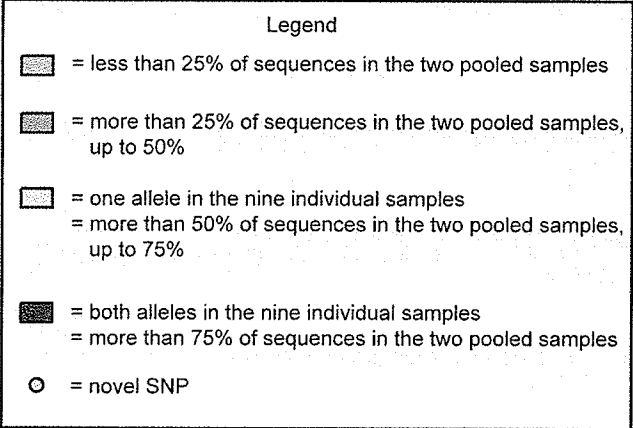 Legend
= less than 25% of sequences in the two pooled samples
= more than 25% of sequences in the two pooled samples,
up to 50%
= one allele in the nine individual samples
= more than 50% of sequences in the two pooled samples,
up to 75%
= both alleles in the nine individual samples
= more than 75% of sequences in the two pooled samples
= novel SNP